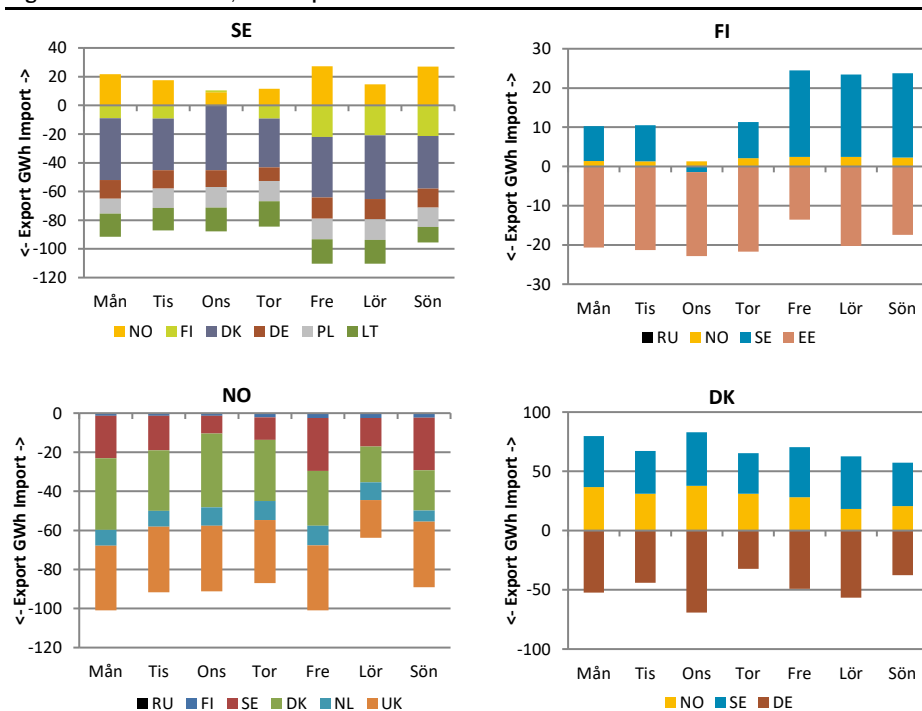 SE
<- Export GWh Import ->
40
20
0
-20
-40
-60
-80
-100
-120
Mån Tis Ons Tor Fre Lör Sön
NO FI DK DE PL LT
FI
<- Export GWh Import ->
30
20
10
0
-10
-20
-30
Mån Tis Ons Tor Fre Lör Sön
RU NO SE EE
NO
<- Export GWh Import ->
0
-20
-40
-60
-80
-100
-120
Mån Tis Ons Tor Fre Lör Sön
RU FI SE DK NL UK
DK
<- Export GWh Import ->
100
50
0
-50
-100
Mån Tis Ons Tor Fre Lör Sön
NO SE DE